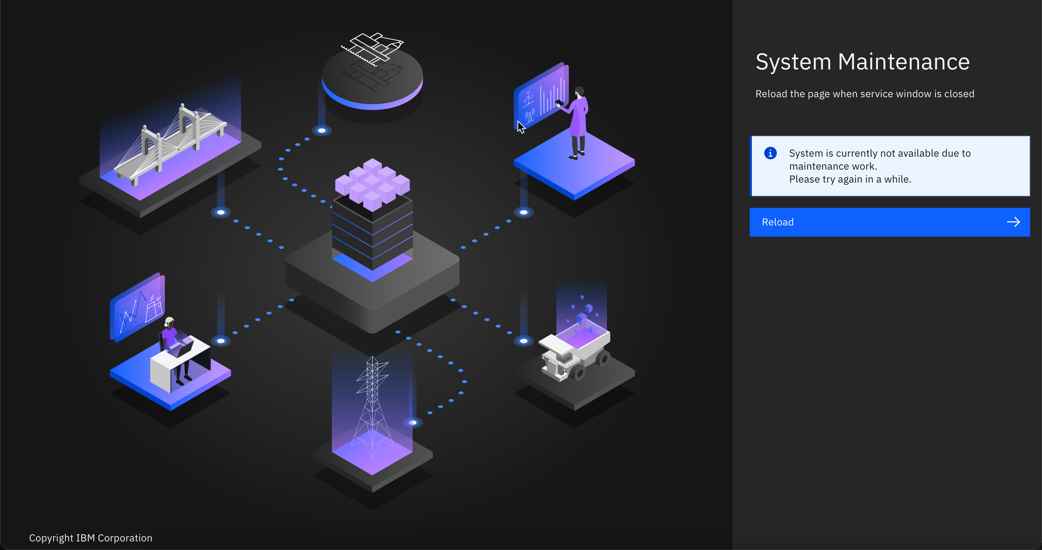 System Maintenance
Reload the page when service window is closed
System is currently not available due to
maintenance work.
Please try again in a while.
Reload
Copyright IBM Corporation